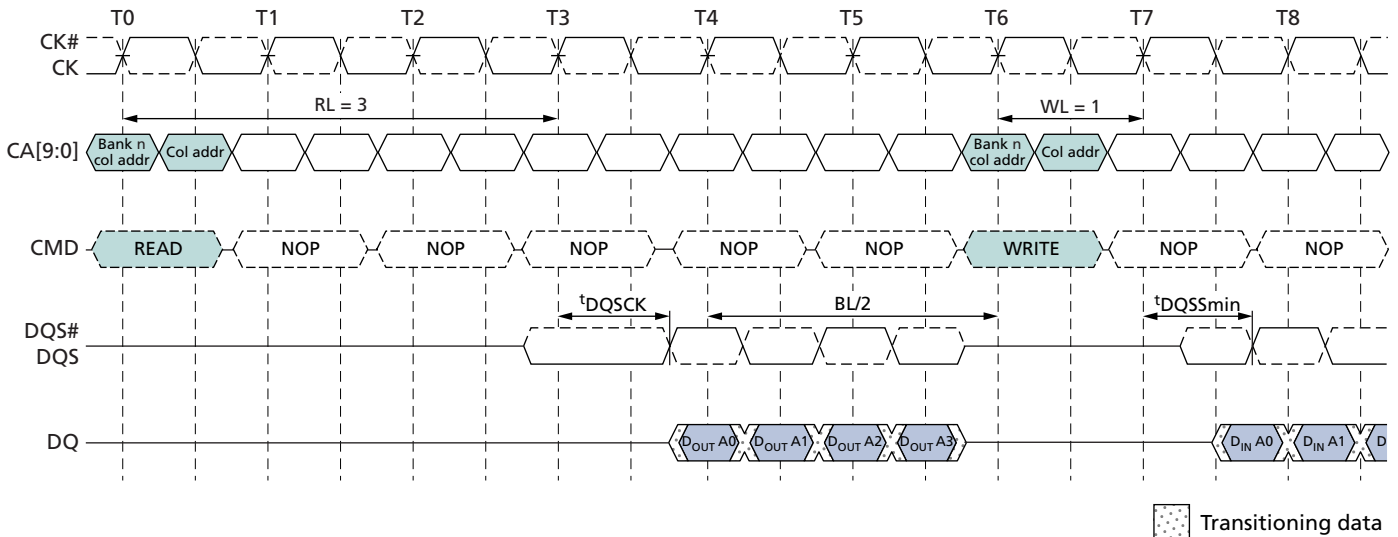 T0 T1 T2 T3 T4 T5 T6 T7 T8
CK#
CK
RL = 3 WL = 1
CA[9:0] Bank n col addr Col addr Bank n col addr Col addr
CMD READ NOP NOP NOP NOP NOP WRITE NOP NOP
tDQSCK BL/2 tDQSSmin
DQS#
DQS
DQ DOUT A0 DOUT A1 DOUT A2 DOUT A3 DIN A0 DIN A1 D
Transitioning data